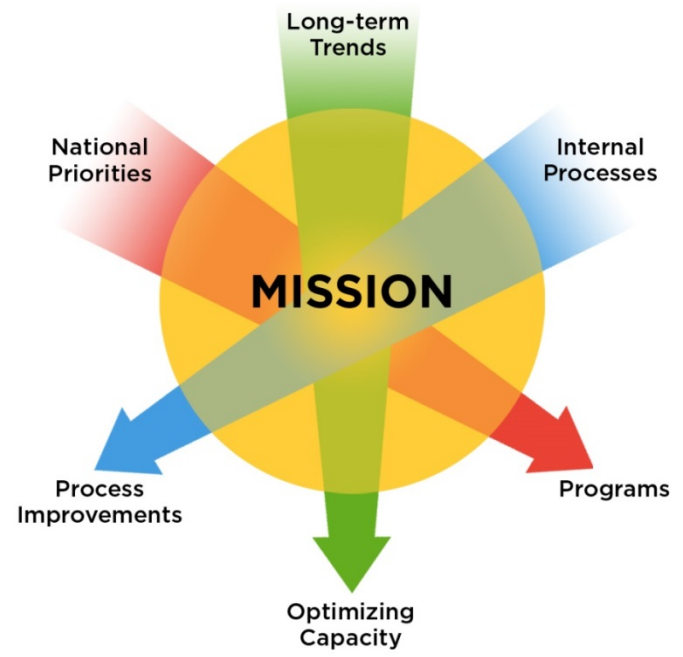 Long-term
Trends
National
Priorities
Internal
Processes
MISSION
Process
Improvements
Programs
Optimizing
Capacity